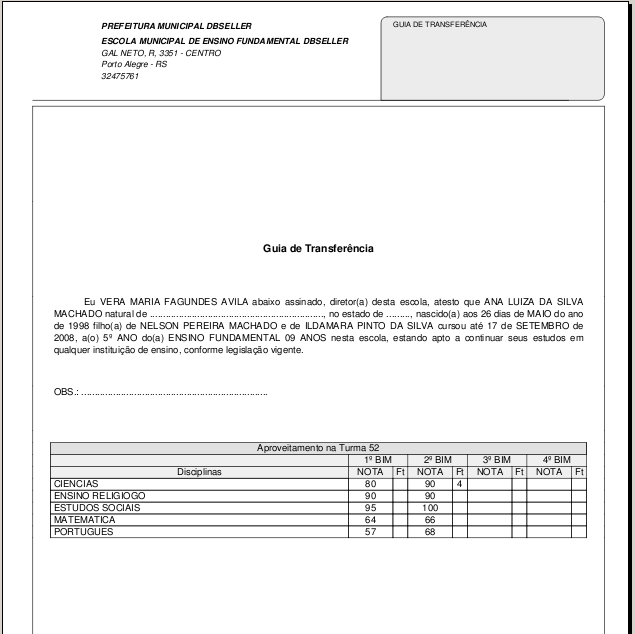 PREFEITURA MUNICIPAL DBSELLER
GUIA DE TRANSFERÊNCIA
ESCOLA MUNICIPAL DE ENSINO FUNDAMENTAL DBSELLER
GAL NETO, R, 3351 - CENTRO
Porto Alegre - RS
32475761
Guia de Transferência
Eu VERA MARIA FAGUNDES AVILA abaixo assinado, diretor(a) desta escola, atesto que ANA LUIZA DA SILVA
MACHADO natural de ................................................................, no estado de ........., nascido(a) aos 26 dias de MAIO do ano
de 1998 filho(a) de NELSON PEREIRA MACHADO e de ILDAMARA PINTO DA SILVA cursou até 17 de SETEMBRO de
2008, a(o) 5º ANO do(a) ENSINO FUNDAMENTAL 09 ANOS nesta escola, estando apto a continuar seus estudos em
qualquer instituição de ensino, conforme legislação vigente.
OBS.: ....................................................................
Aproveitamento na Turma 52
1º BIM 2º BIM 3º BIM 4º BIM
Disciplinas NOTA Ft NOTA Ft NOTA Ft NOTA Ft
CIENCIAS 80 90 4
ENSINO RELIGIOGO 90 90
ESTUDOS SOCIAIS 95 100
MATEMATICA 64 66
PORTUGUES 57 68